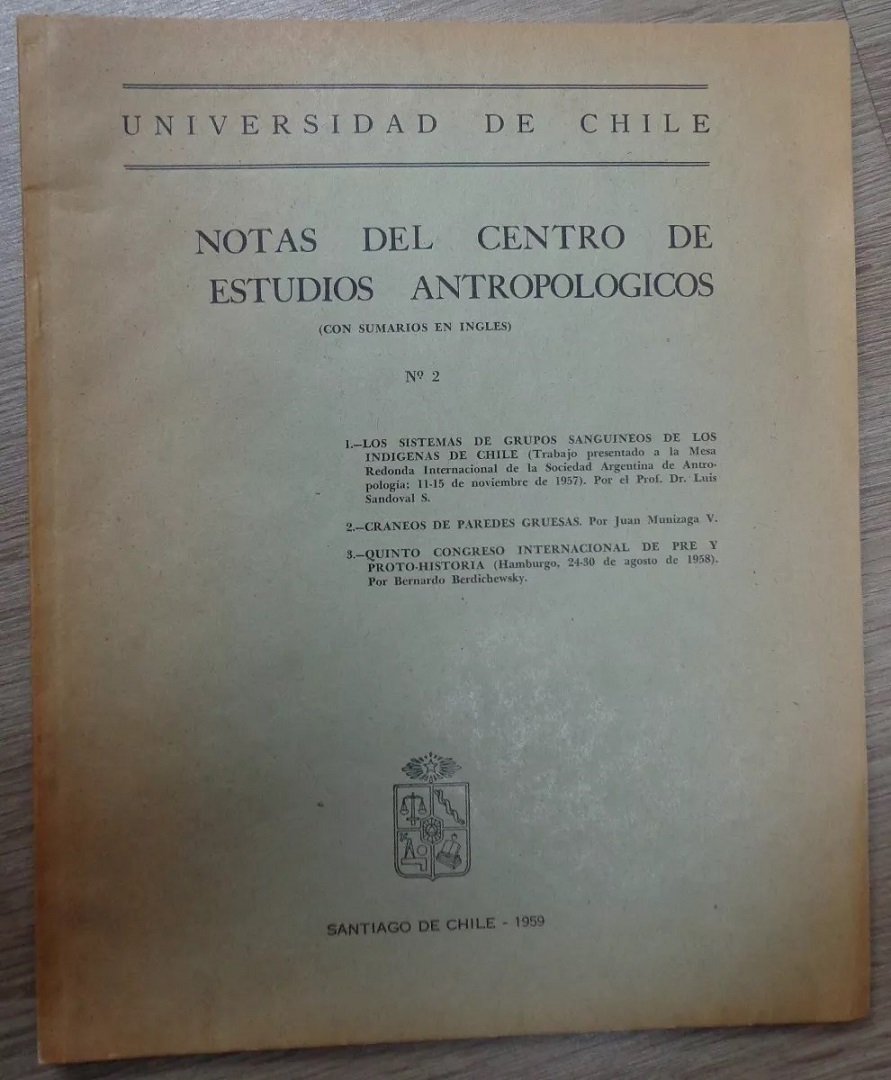 UNIVERSIDAD DE CHILE
NOTAS DEL CENTRO DE
ESTUDIOS ANTROPOLOGICOS
(CON SUMARIOS EN INGLES)
Nº 2
1.—LOS SISTEMAS DE GRUPOS SANGUINEOS DE LOS
INDIGENAS DE CHILE (Trabajo presentado a la Mesa
Redonda Internacional de la Sociedad Argentina de Antro-
pología; 11-15 de noviembre de 1957). Por el Prof. Dr. Luis
Sandoval S.
2.—CRANEOS DE PAREDES GRUESAS. Por Juan Munizaga V.
3.—QUINTO CONGRESO INTERNACIONAL DE PRE Y
PROTO-HISTORIA (Hamburgo, 24-30 de agosto de 1958).
Por Bernardo Berdichewsky.
SANTIAGO DE CHILE - 1959